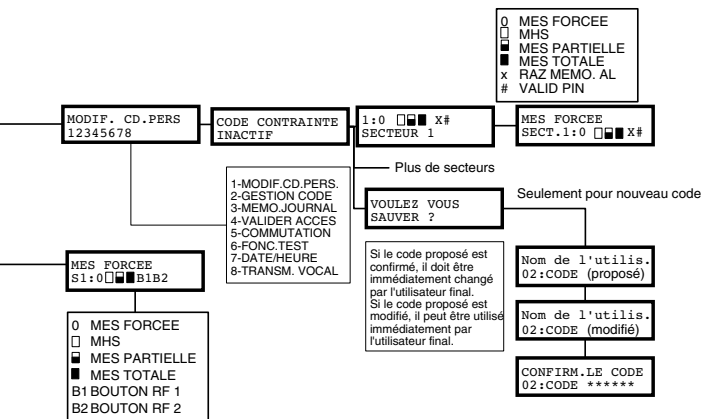 0 MES FORCEE
□ MHS
⬓ MES PARTIELLE
■ MES TOTALE
x RAZ MEMO. AL
# VALID PIN
MODIF. CD.PERS
12345678
CODE CONTRAINTE
INACTIF
1:0 □⬓■ X#
SECTEUR 1
MES FORCEE
SECT.1:0 □⬓■ X#
Plus de secteurs
1-MODIF.CD.PERS.
2-GESTION CODE
3-MEMO.JOURNAL
4-VALIDER ACCES
5-COMMUTATION
6-FONC.TEST
7-DATE/HEURE
8-TRANSM. VOCAL
VOULEZ VOUS
SAUVER ?
Seulement pour nouveau code
Si le code proposé est
confirmé, il doit être
immédiatement changé
par l'utilisateur final.
Si le code proposé est
modifié, il peut être utilisé
immédiatement par
l'utilisateur final.
Nom de l'utilis.
02:CODE (proposé)
Nom de l'utilis.
02:CODE (modifié)
CONFIRM.LE CODE
02:CODE ******
MES FORCEE
S1:0□⬓■B1B2
0 MES FORCEE
□ MHS
⬓ MES PARTIELLE
■ MES TOTALE
B1 BOUTON RF 1
B2 BOUTON RF 2